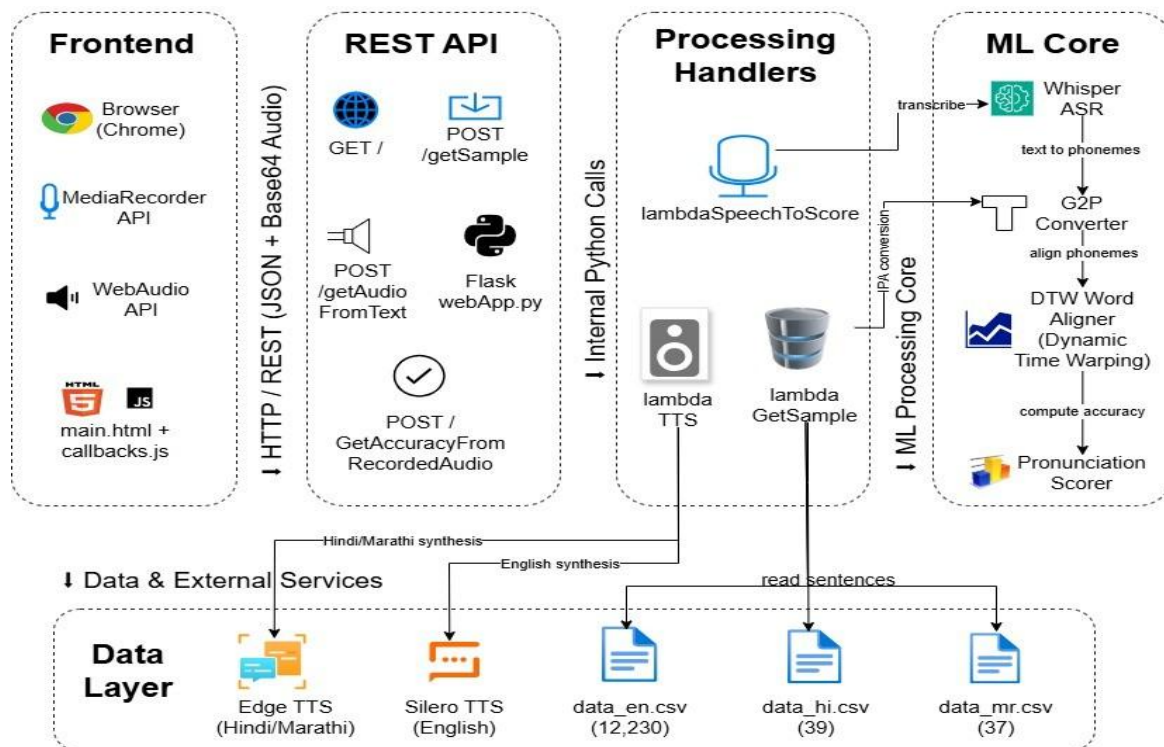 Frontend
Browser
(Chrome)
MediaRecorder
API
WebAudio
API
HTML
5
JS
main.html +
callbacks.js
⬇ HTTP / REST (JSON + Base64 Audio)
REST API
GET /
POST
/getSample
POST
/getAudio
FromText
Flask
webApp.py
POST /
GetAccuracyFrom
RecordedAudio
⬇ Internal Python Calls
Processing
Handlers
lambdaSpeechToScore
lambda
TTS
lambda
GetSample
transcribe
IPA conversion
⬇ ML Processing Core
ML Core
Whisper
ASR
text to phonemes
G2P
Converter
align phonemes
DTW Word
Aligner
(Dynamic
Time Warping)
compute accuracy
Pronunciation
Scorer
Hindi/Marathi synthesis
English synthesis
read sentences
⬇ Data & External Services
Data
Layer
Edge TTS
(Hindi/Marathi)
Silero TTS
(English)
data_en.csv
(12,230)
data_hi.csv
(39)
data_mr.csv
(37)